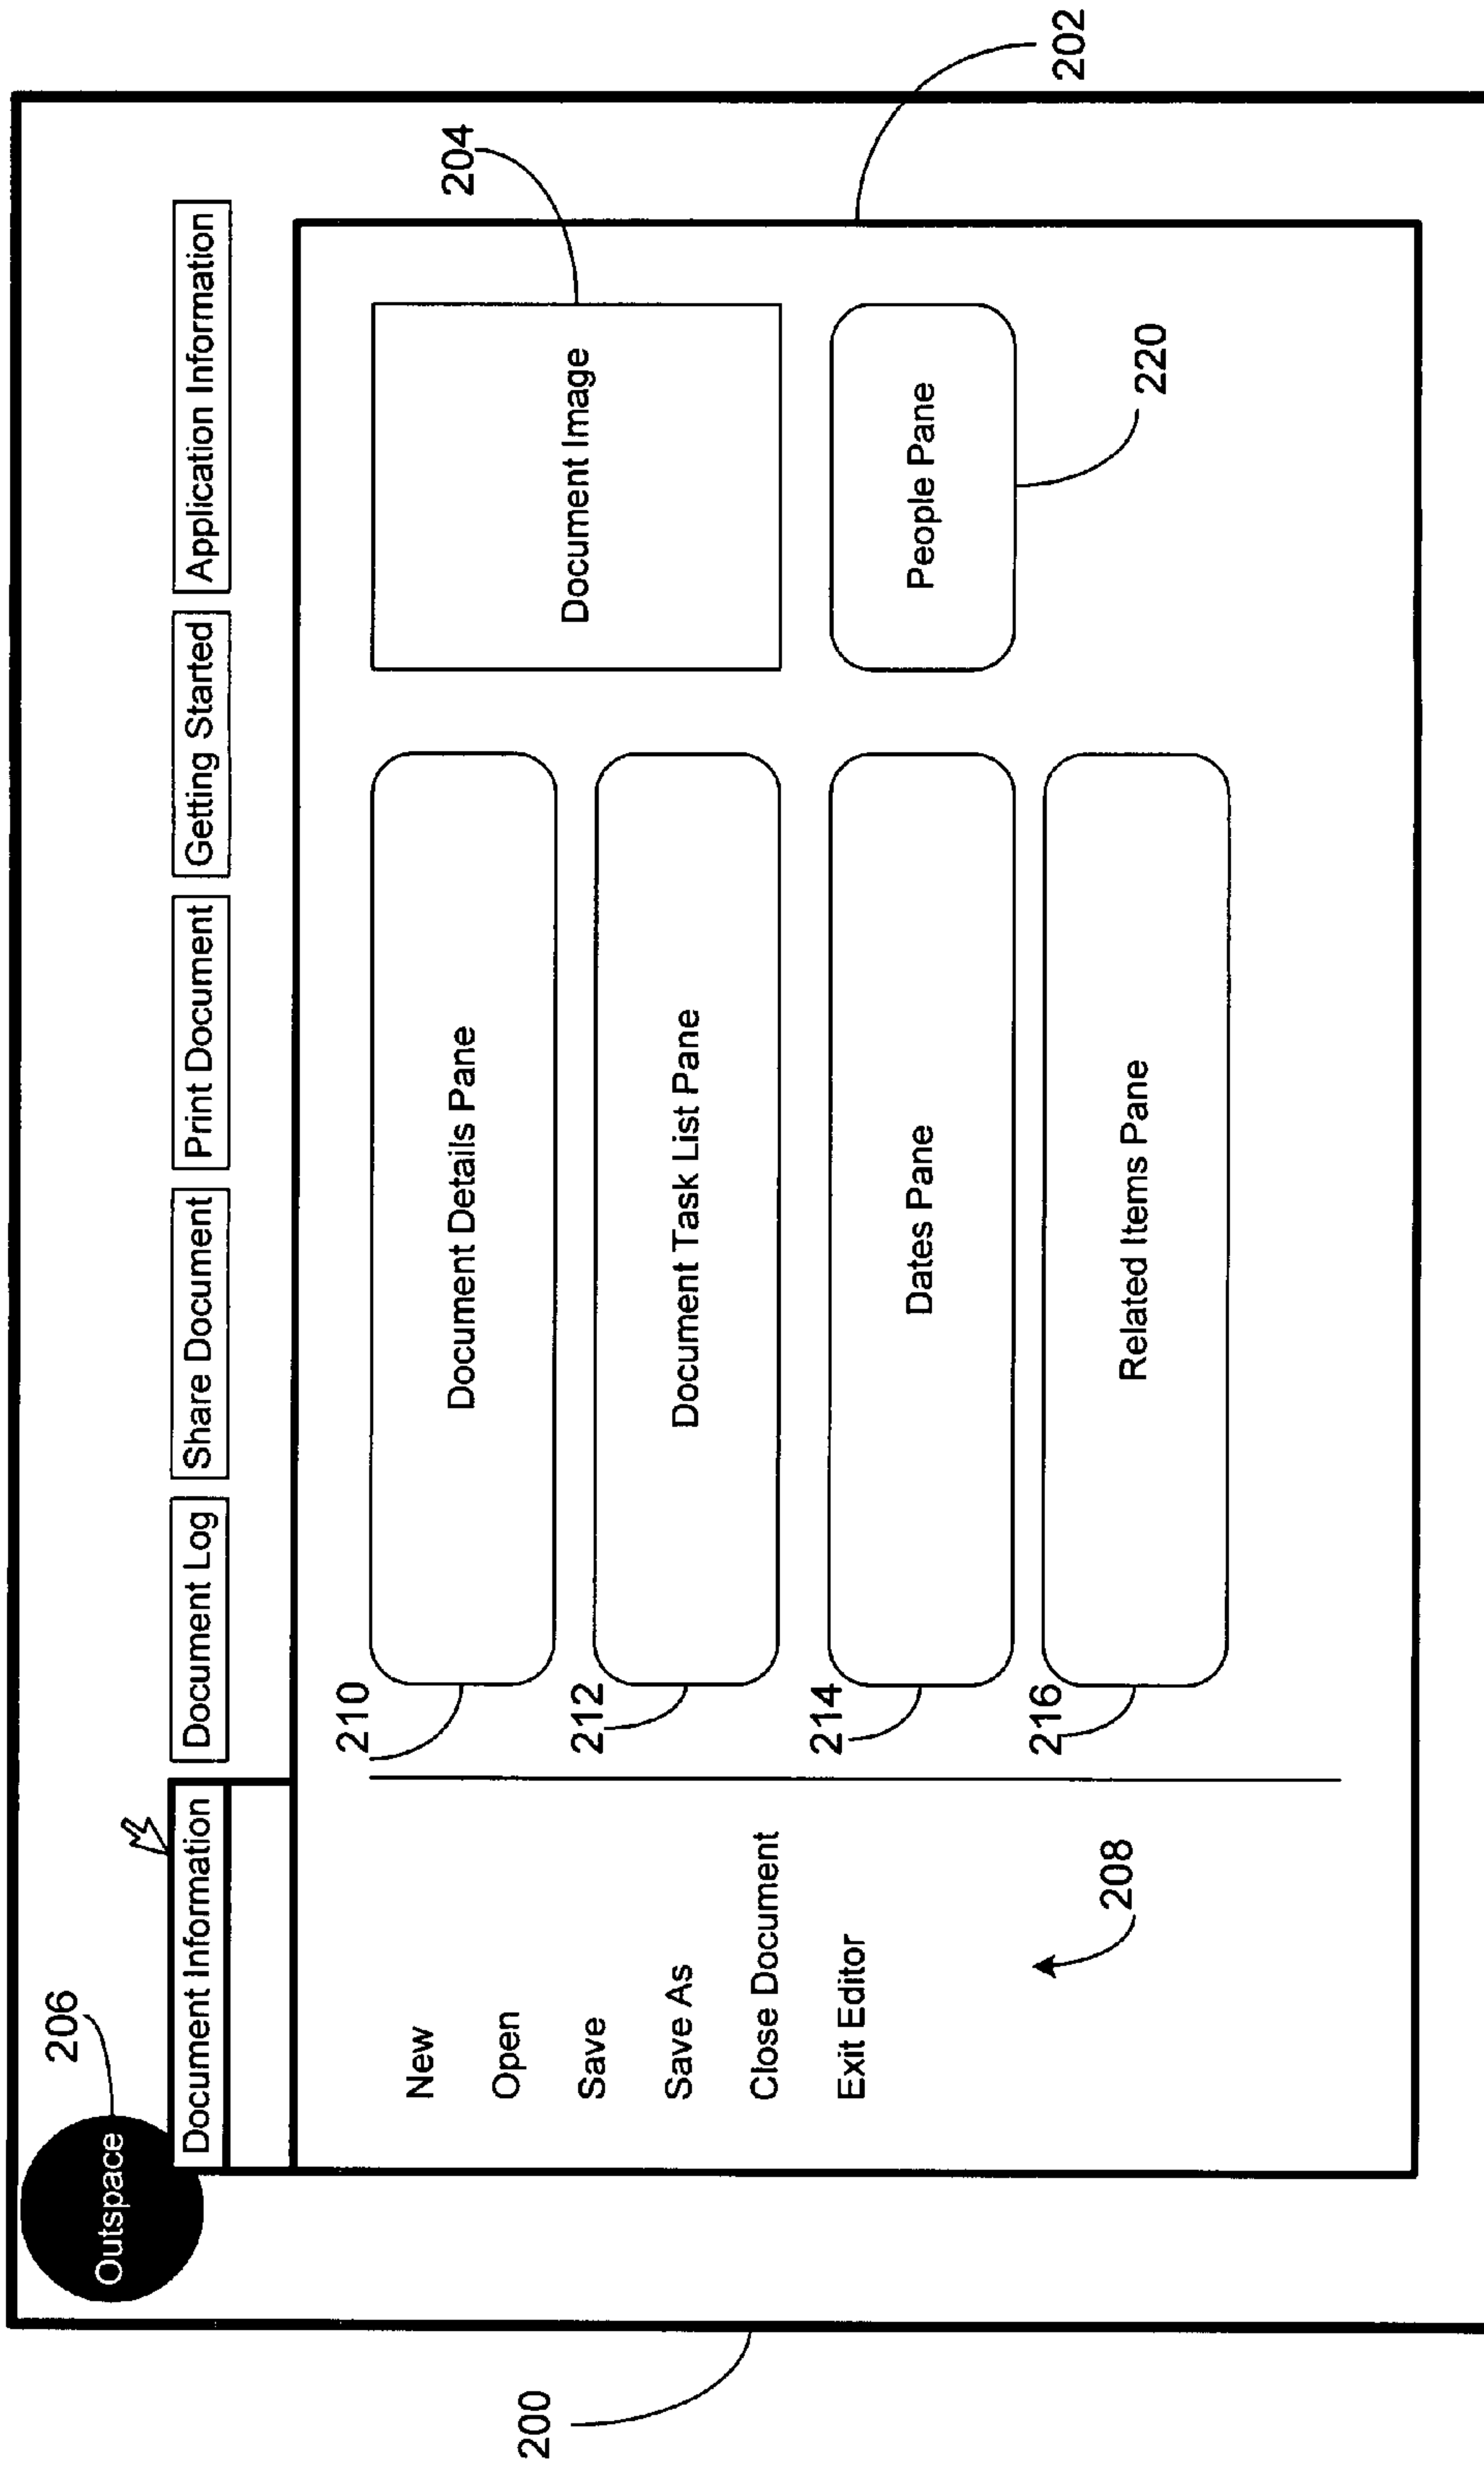 206
Outspace
Document Information
Document Log
Share Document
Print Document
Getting Started
Application Information
200
New
Open
Save
Save As
Close Document
Exit Editor
208
210
Document Details Pane
212
Document Task List Pane
214
Dates Pane
216
Related Items Pane
204
Document Image
People Pane
220
202